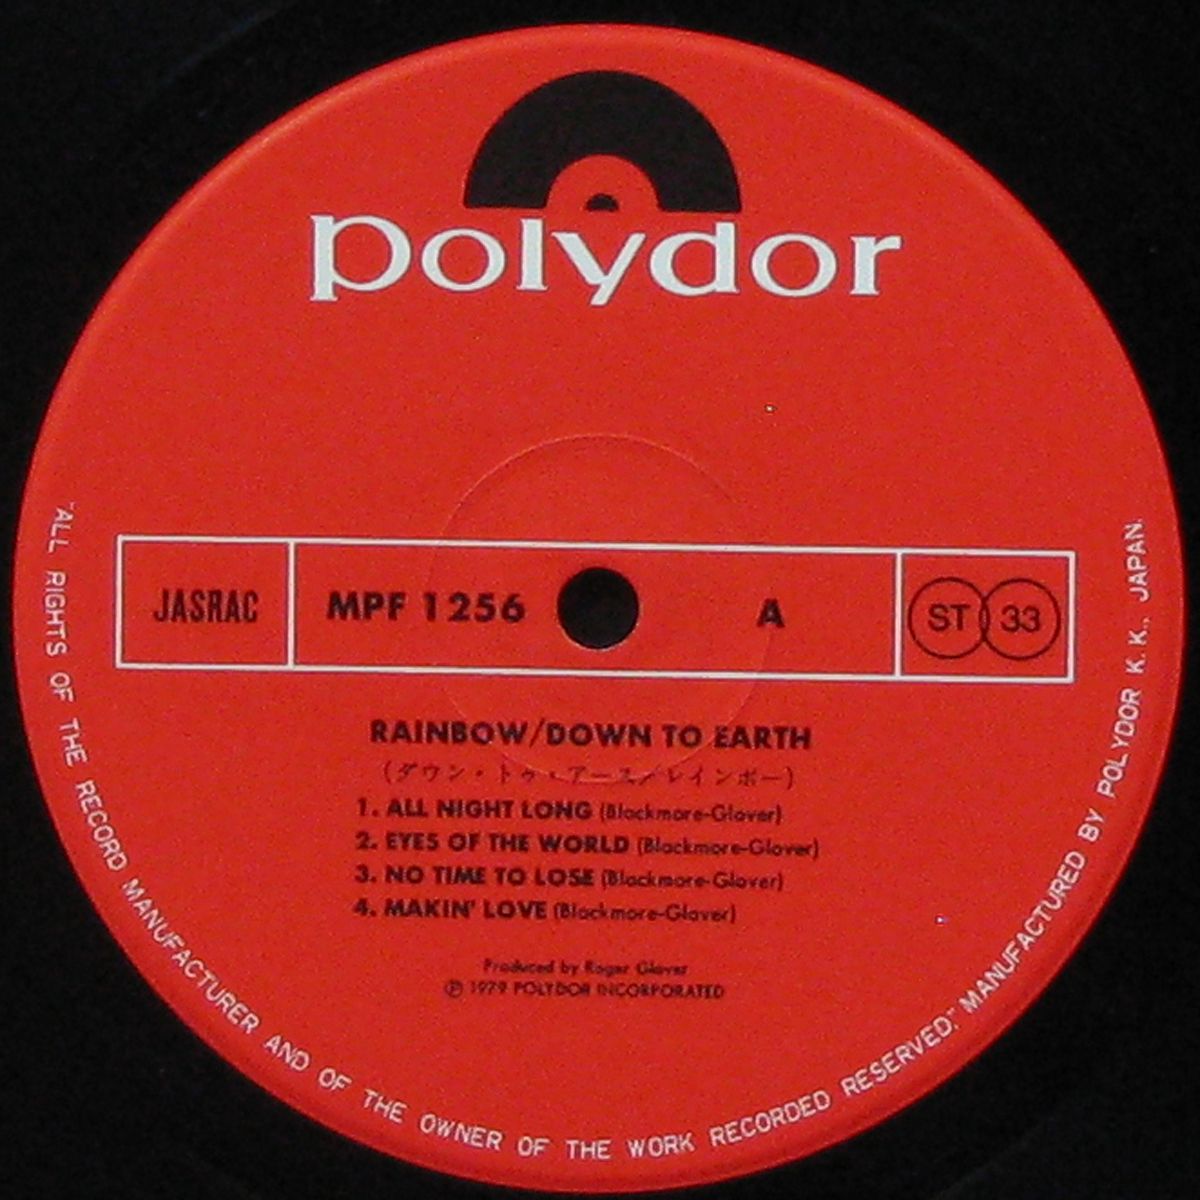 polydor
JASRAC
MPF 1256
A
ST 33
RAINBOW/DOWN TO EARTH
(ダウン・トゥ・アース/レインボー)
1. ALL NIGHT LONG (Blackmore-Glover)
2. EYES OF THE WORLD (Blackmore-Glover)
3. NO TIME TO LOSE (Blackmore-Glover)
4. MAKIN' LOVE (Blackmore-Glover)
Produced by Roger Glover
℗ 1979 POLYDOR INCORPORATED
"ALL RIGHTS OF THE RECORD MANUFACTURER AND OF THE OWNER OF THE WORK RECORDED RESERVED." MANUFACTURED BY POLYDOR K.K., JAPAN.